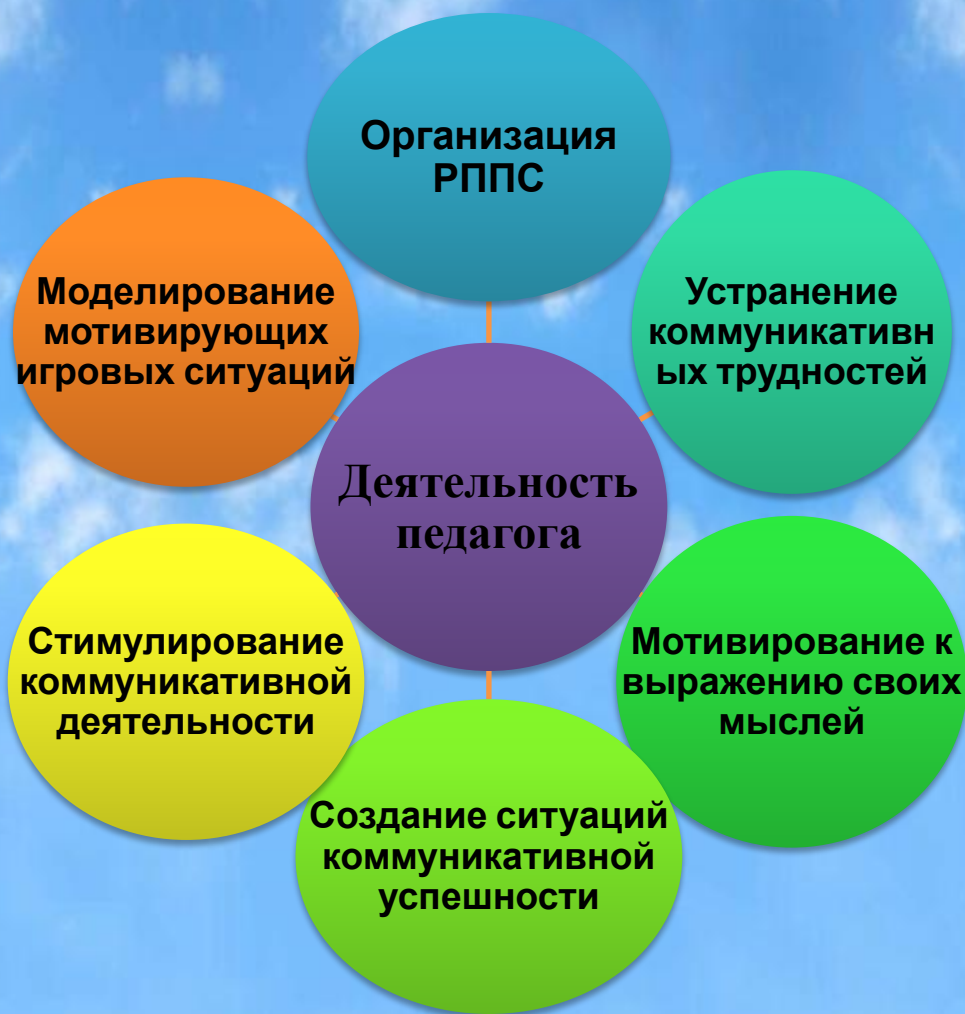 Организация
РППС
Устранение
коммуникативн
ых трудностей
Мотивирование к
выражению своих
мыслей
Создание ситуаций
коммуникативной
успешности
Стимулирование
коммуникативной
деятельности
Моделирование
мотивирующих
игровых ситуаций
Деятельность
педагога